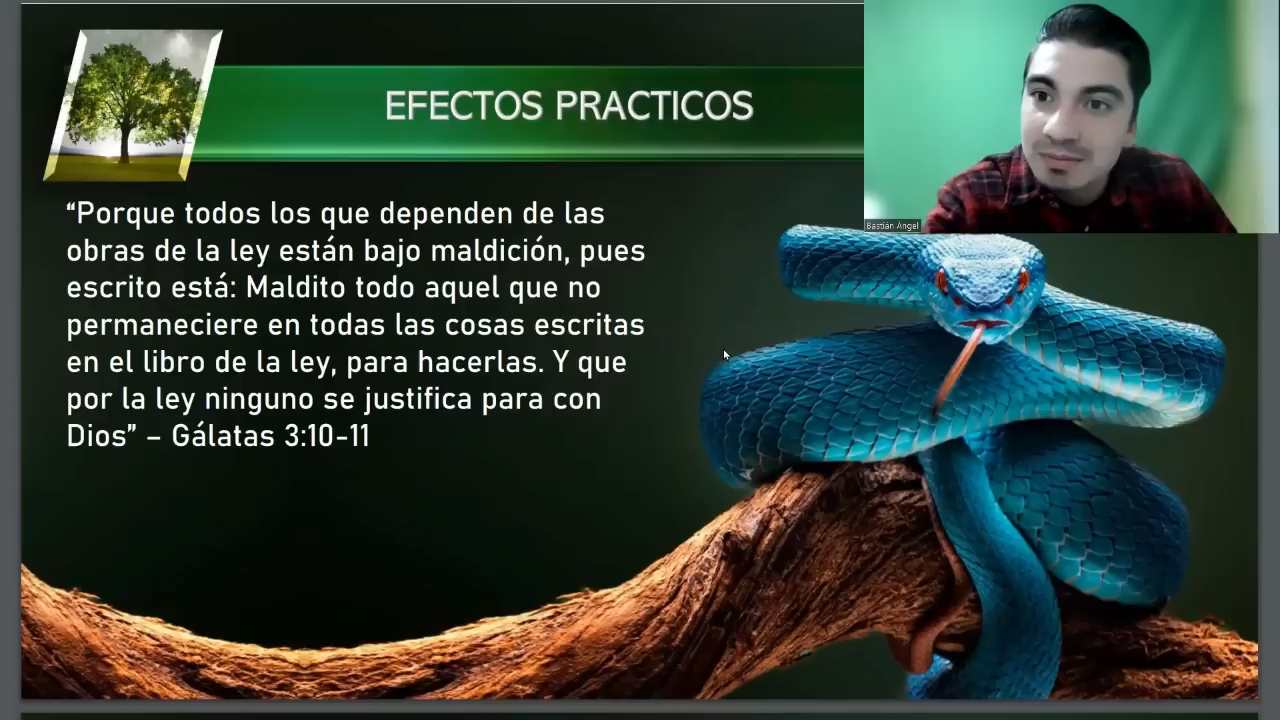 EFECTOS PRACTICOS
Bastián Angel
“Porque todos los que dependen de las
obras de la ley están bajo maldición, pues
escrito está: Maldito todo aquel que no
permaneciere en todas las cosas escritas
en el libro de la ley, para hacerlas. Y que
por la ley ninguno se justifica para con
Dios” – Gálatas 3:10-11